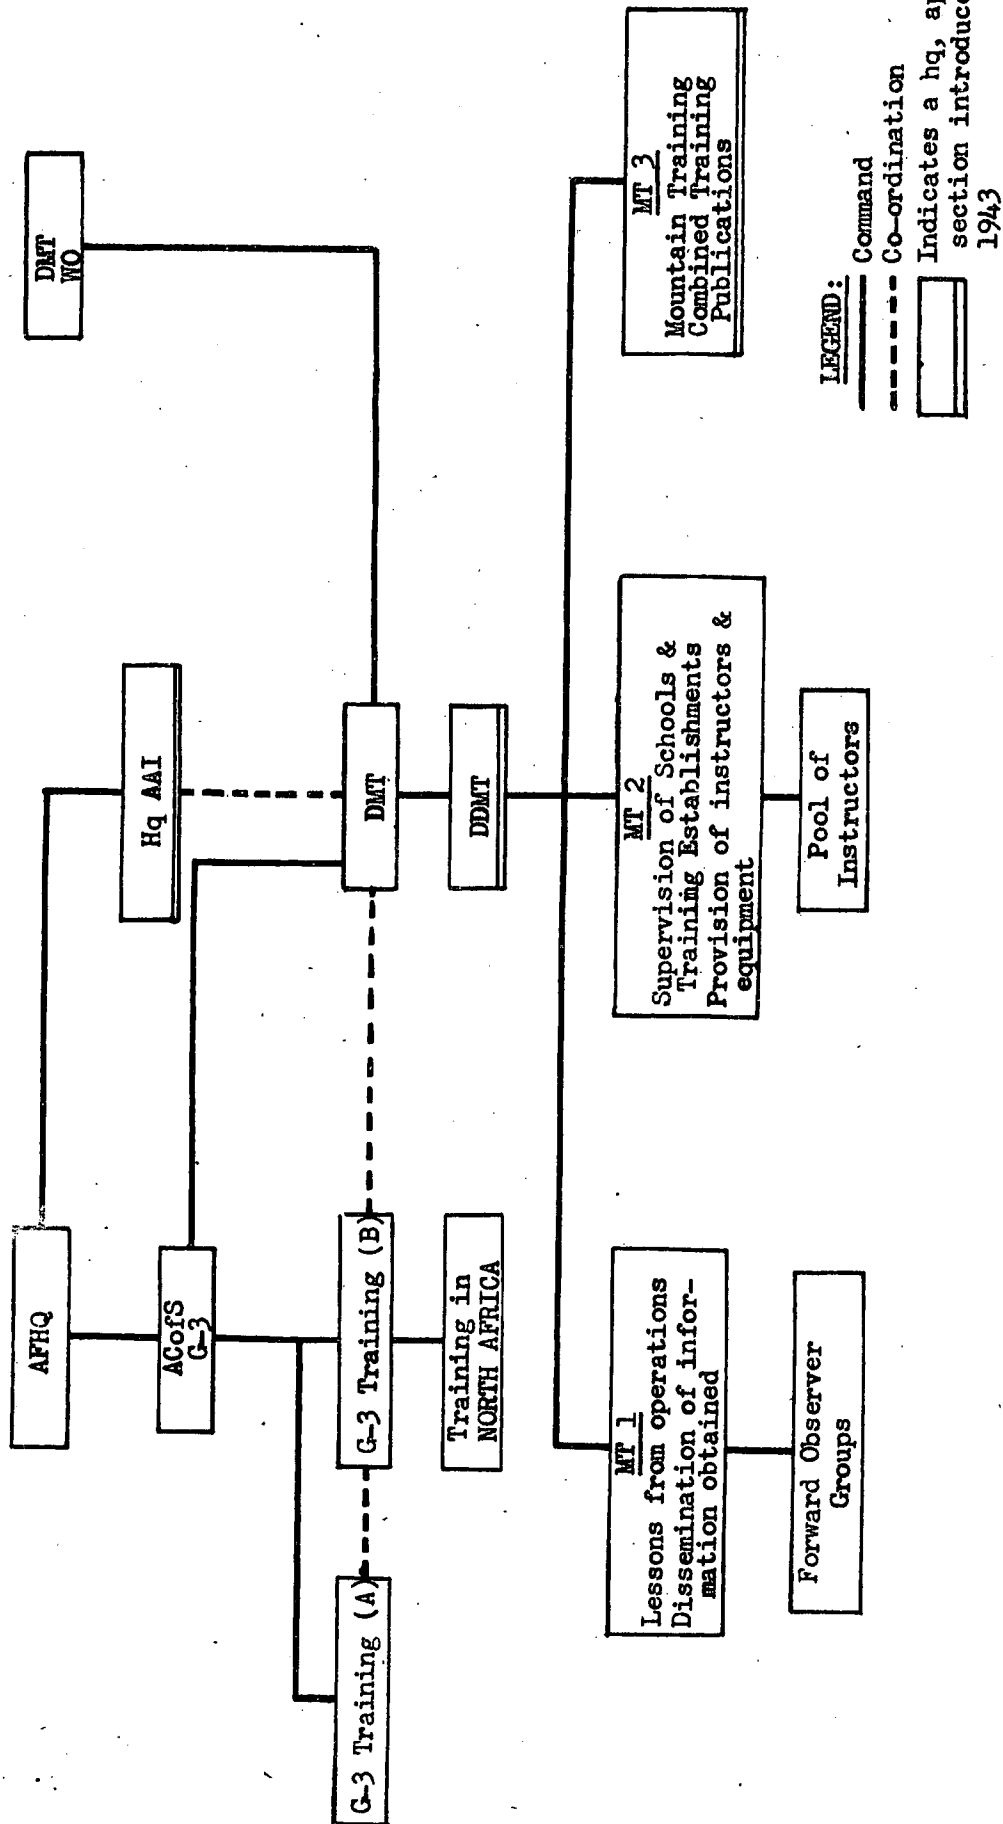 DMT
WO
AFHQ
Hq AAI
ACofS
G-3
G-3 Training (A)
G-3 Training (B)
DMT
Training in
NORTH AFRICA
DDMT
MT 1
Lessons from operations
Dissemination of infor-
mation obtained
MT 2
Supervision of Schools &
Training Establishments
Provision of instructors &
equipment
MT 3
Mountain Training
Combined Training
Publications
Forward Observer
Groups
Pool of
Instructors
LEGEND:
Command
Co-ordination
Indicates a hq,
section
1943